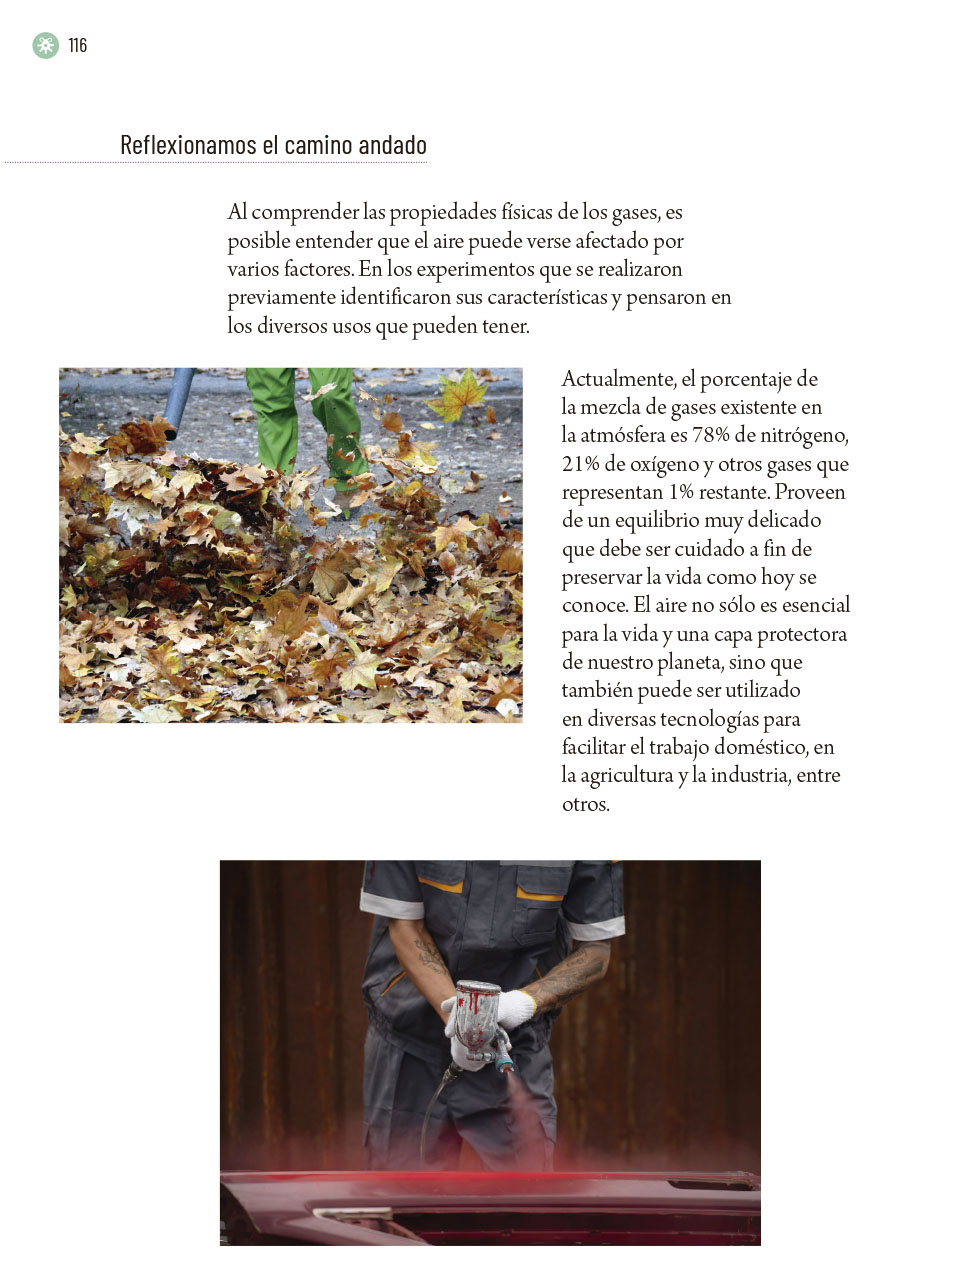 116
Reflexionamos el camino andado
Al comprender las propiedades físicas de los gases, es
posible entender que el aire puede verse afectado por
varios factores. En los experimentos que se realizaron
previamente identificaron sus características y pensaron en
los diversos usos que pueden tener.
Actualmente, el porcentaje de
la mezcla de gases existente en
la atmósfera es 78% de nitrógeno,
21% de oxígeno y otros gases que
representan 1% restante. Proveen
de un equilibrio muy delicado
que debe ser cuidado a fin de
preservar la vida como hoy se
conoce. El aire no sólo es esencial
para la vida y una capa protectora
de nuestro planeta, sino que
también puede ser utilizado
en diversas tecnologías para
facilitar el trabajo doméstico, en
la agricultura y la industria, entre
otros.